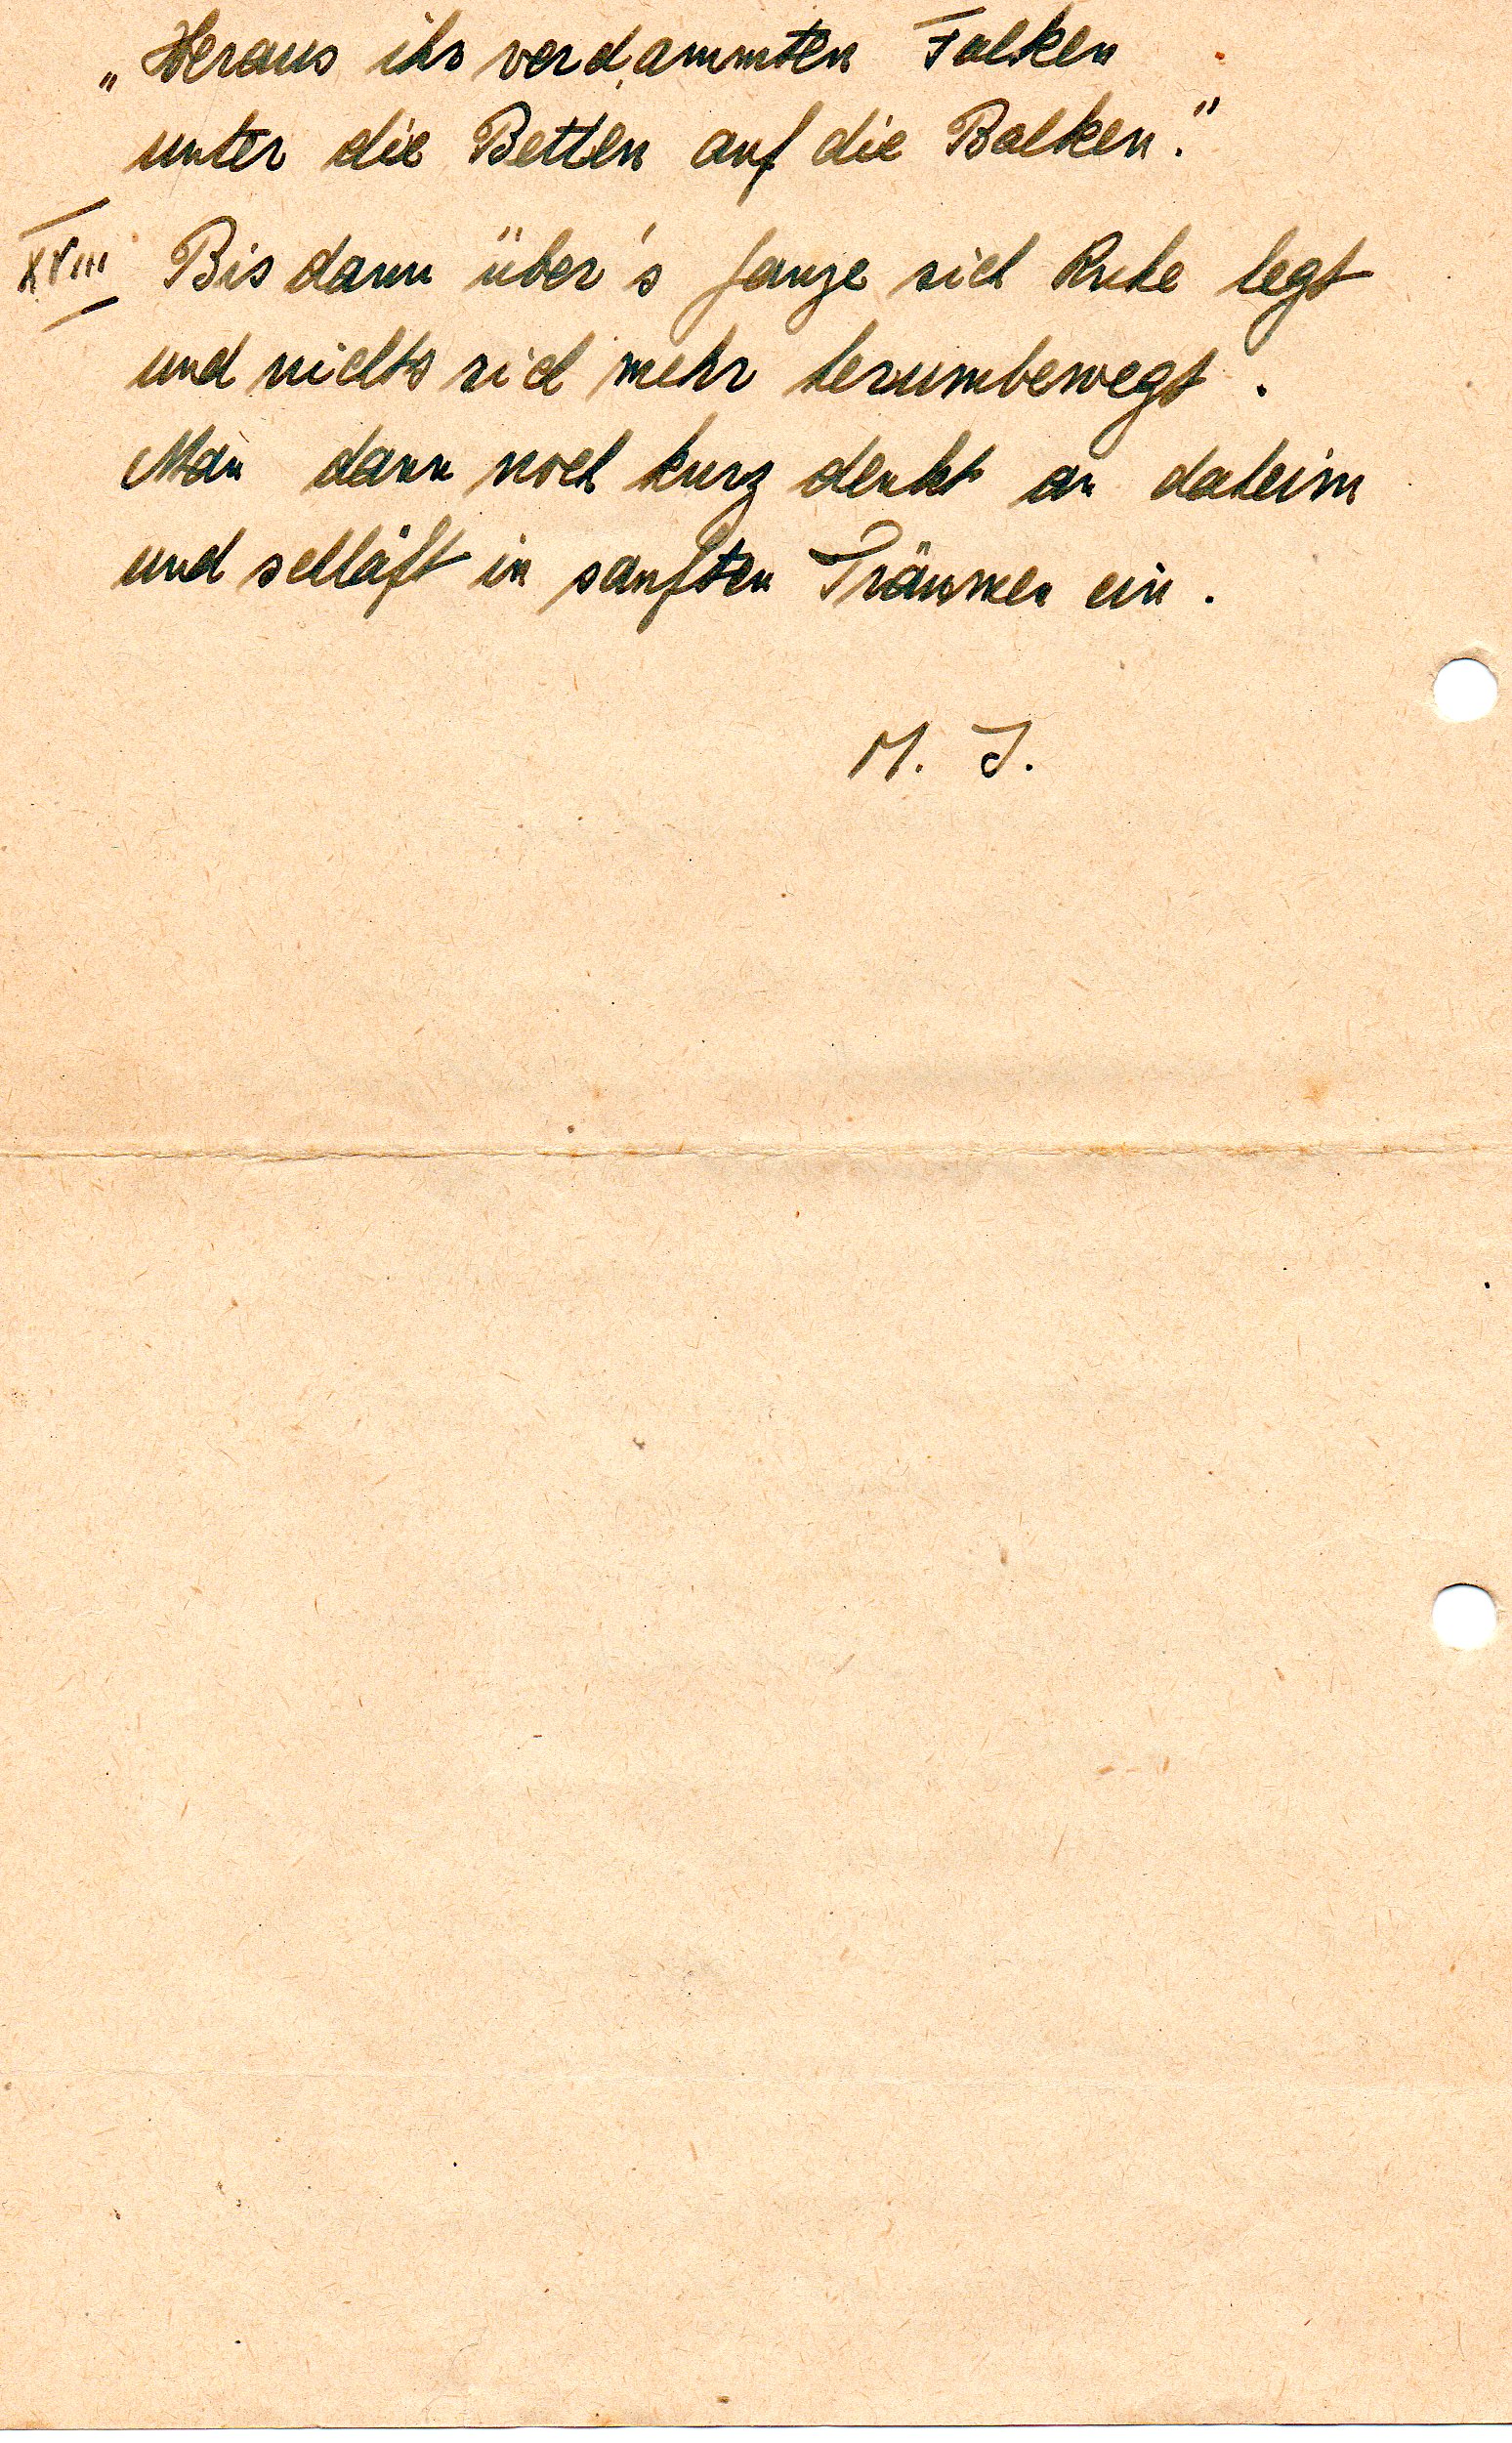 „Heraus ihr verdammten Falken
unter die Betten auf die Balken."
XVIII Bis dann über's ganze sich Ruhe legt
und nichts sich mehr herumbewegt.
Man dann noch kurz denkt an daheim
und schläft in sanften Träumen ein.
M. J.